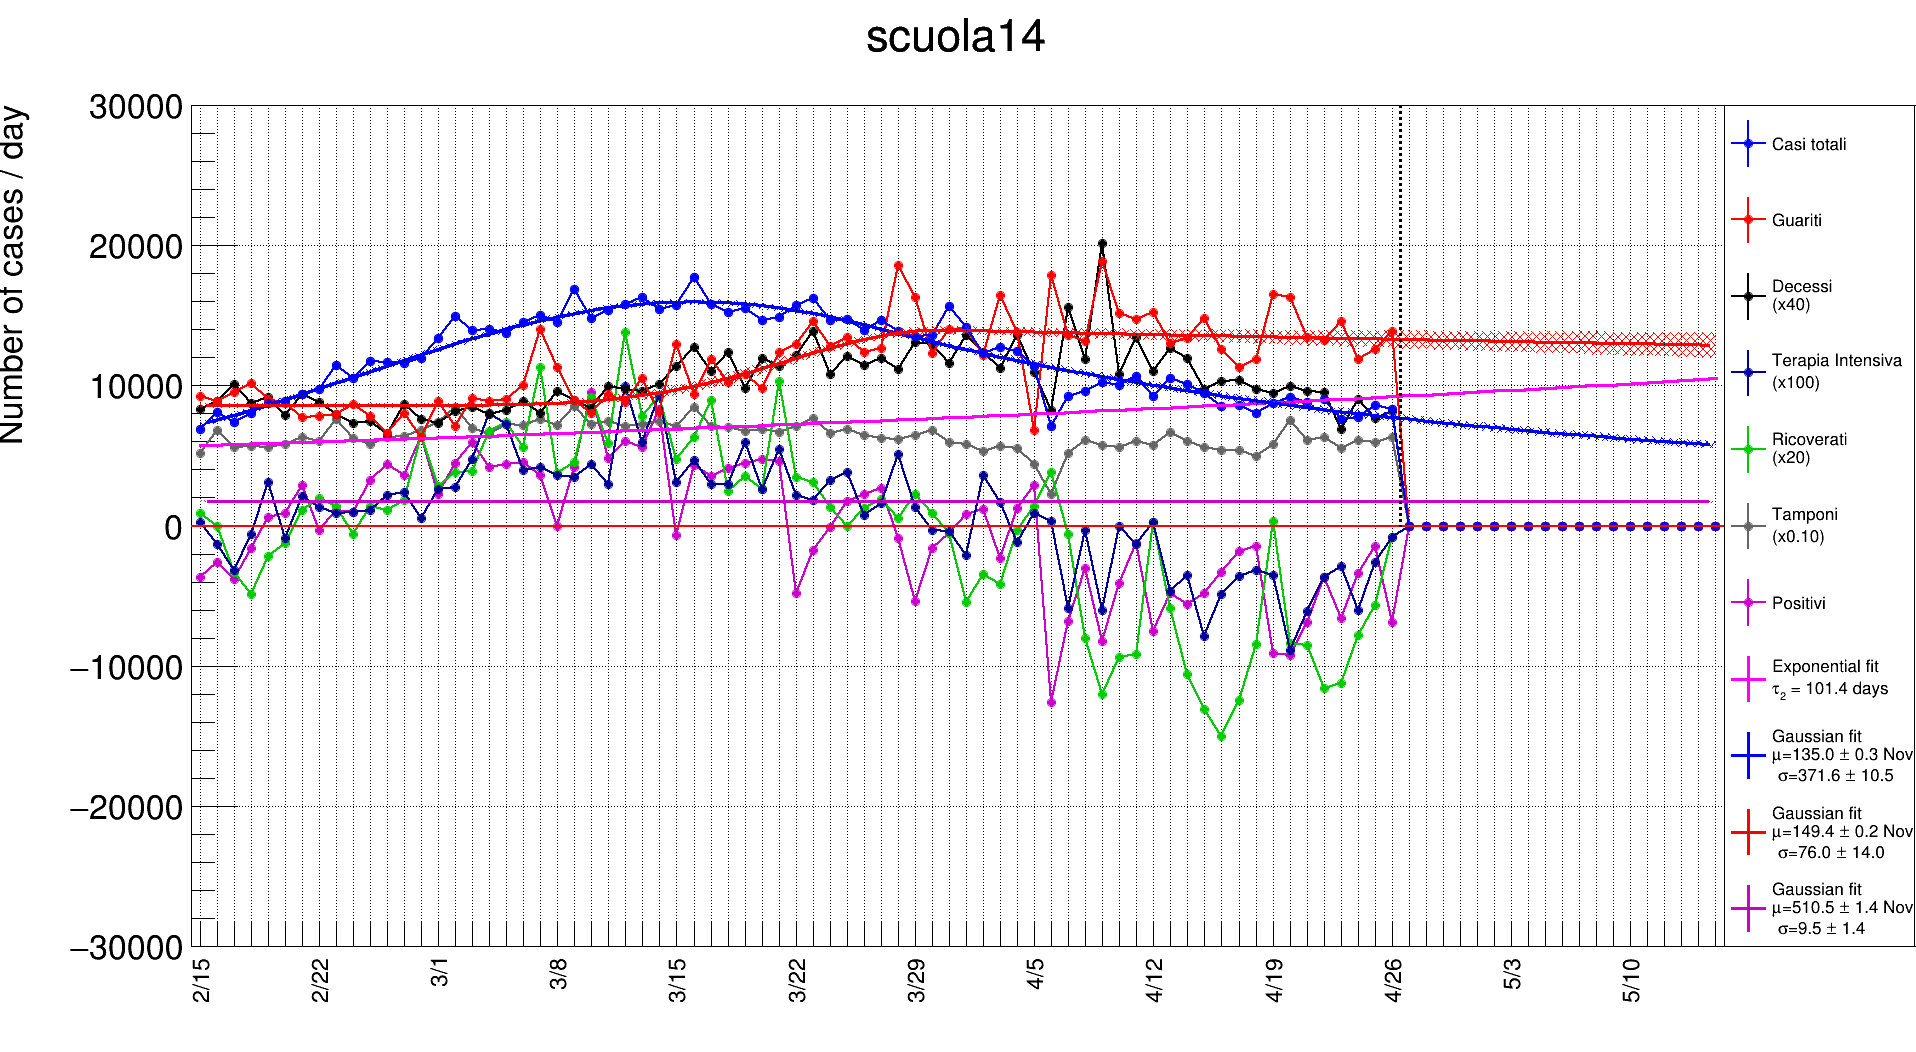 scuola14
Number of cases / day
30000
20000
10000
0
−10000
−20000
−30000
2/15
2/22
3/1
3/8
3/15
3/22
3/29
4/5
4/12
4/19
4/26
5/3
5/10
Casi totali
Guariti
Decessi
(x40)
Terapia Intensiva
(x100)
Ricoverati
(x20)
Tamponi
(x0.10)
Positivi
Exponential fit
τ2 = 101.4 days
Gaussian fit
μ=135.0 ± 0.3 Nov
σ=371.6 ± 10.5
Gaussian fit
μ=149.4 ± 0.2 Nov
σ=76.0 ± 14.0
Gaussian fit
μ=510.5 ± 1.4 Nov
σ=9.5 ± 1.4